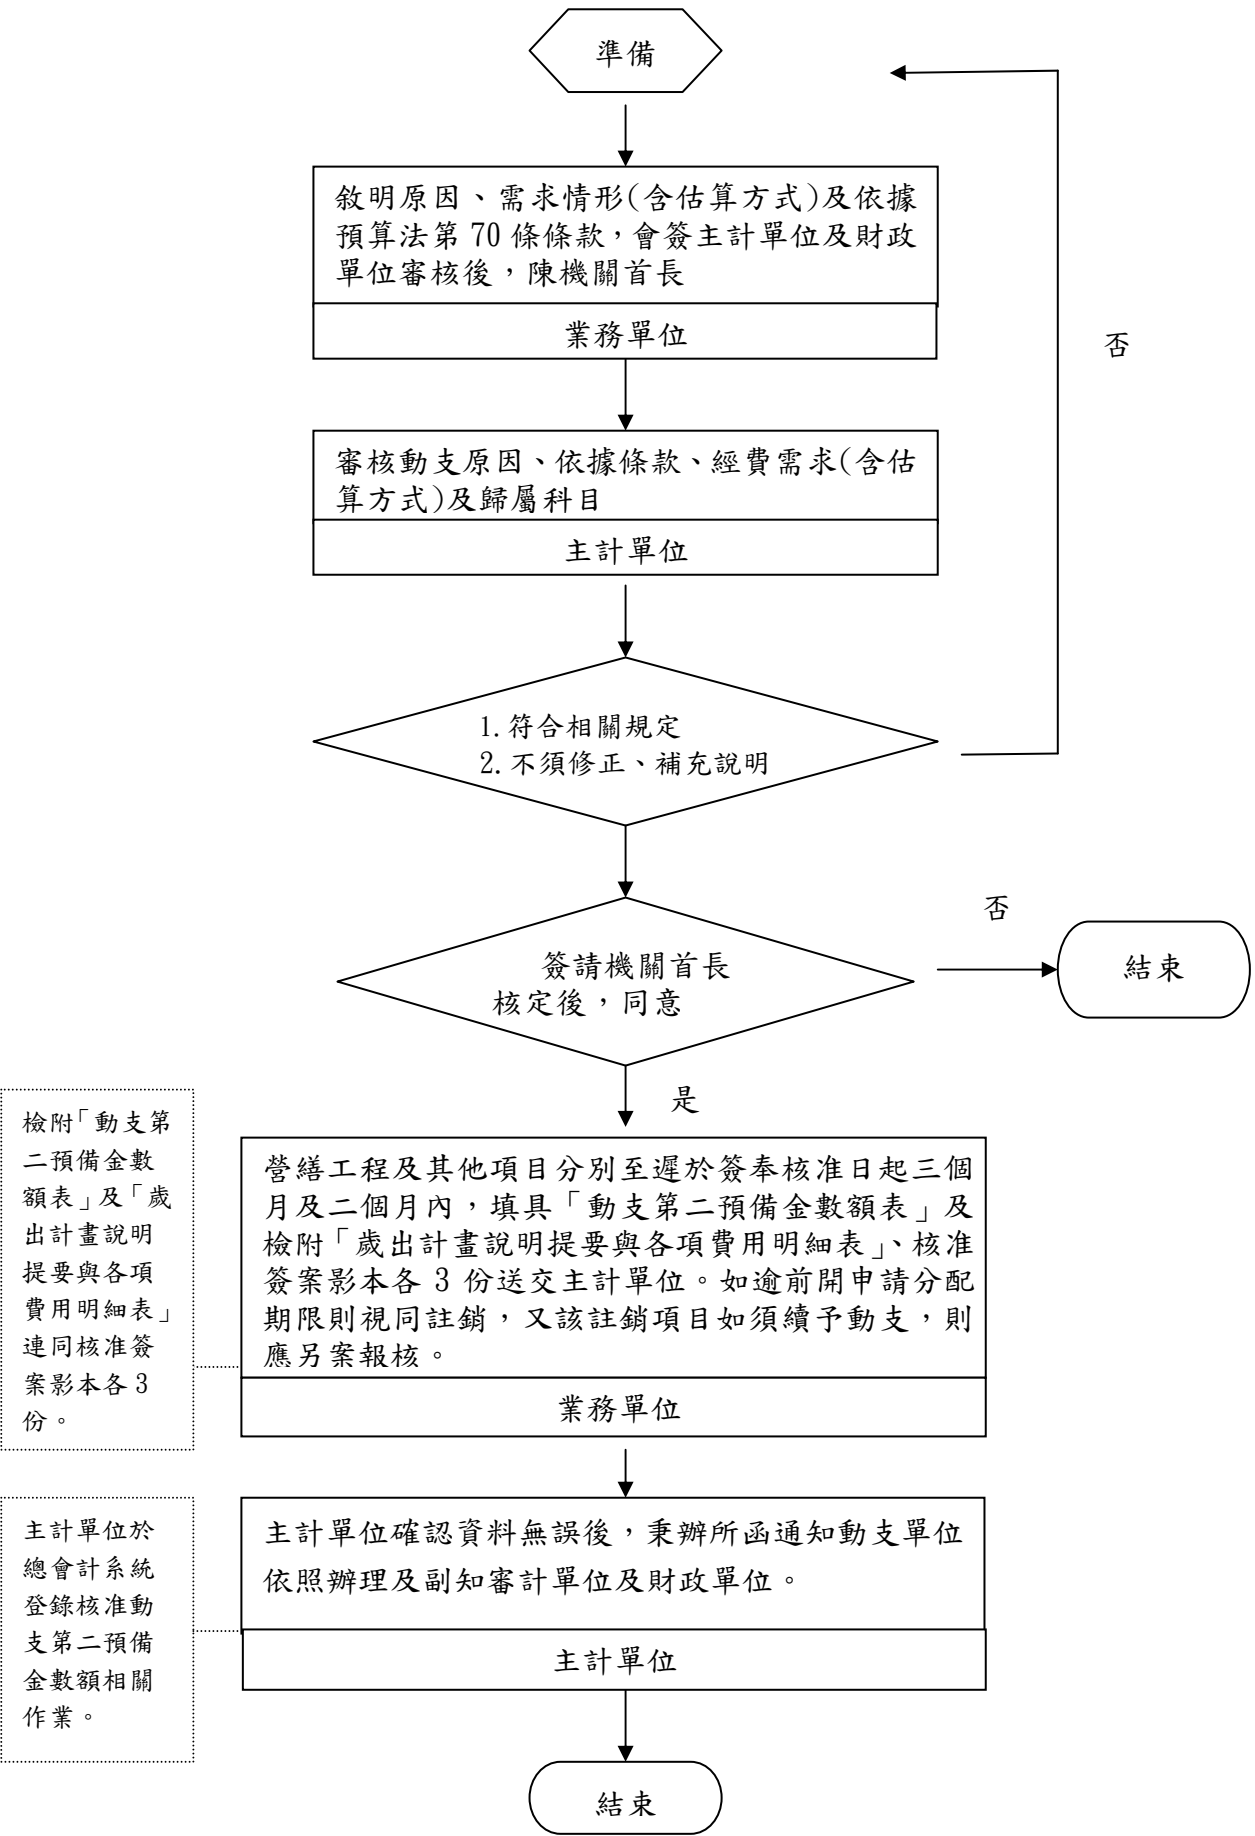 準備
敘明原因、需求情形(含估算方式)及依據
預算法第 70 條條款，會簽主計單位及財政
單位審核後，陳機關首長
業務單位
否
審核動支原因、依據條款、經費需求(含估
算方式)及歸屬科目
主計單位
1.符合相關規定
2.不須修正、補充說明
否
簽請機關首長
核定後，同意
結束
是
檢附「動支第
二預備金數
額表」及「歲
出計畫說明
提要與各項
費用明細表」
連同核准簽
案影本各 3
份。
營繕工程及其他項目分別至遲於簽奉核准日起三個
月及二個月內，填具「動支第二預備金數額表」及
檢附「歲出計畫說明提要與各項費用明細表」、核准
簽案影本各 3 份送交主計單位。如逾前開申請分配
期限則視同註銷，又該註銷項目如須續予動支，則
應另案報核。
業務單位
主計單位於
總會計系統
登錄核准動
支第二預備
金數額相關
作業。
主計單位確認資料無誤後，秉辦所函通知動支單位
依照辦理及副知審計單位及財政單位。
主計單位
結束